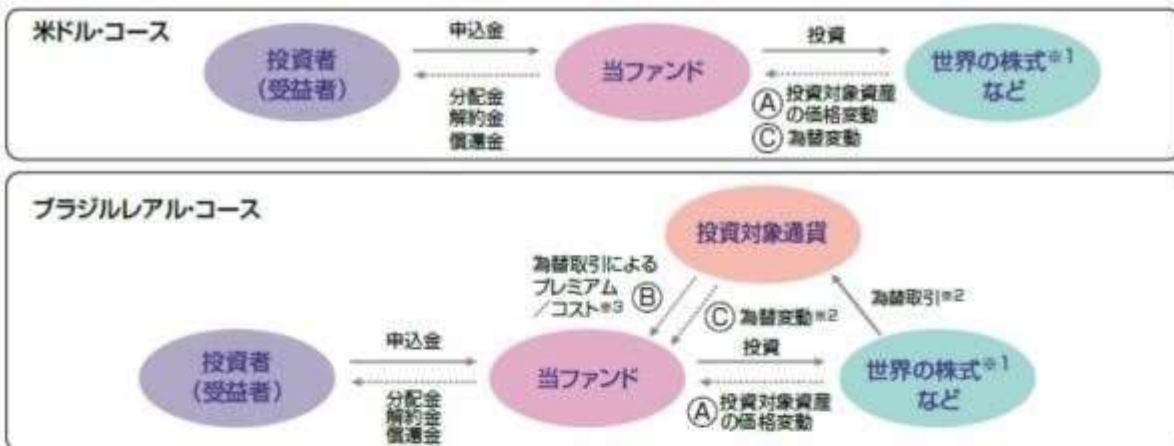 米ドル・コース
投資者
（受益者）
申込金
分配金
解約金
償還金
当ファンド
投資
Ⓐ投資対象資産
の価格変動
Ⓒ為替変動
世界の株式※1
など
ブラジルレアル・コース
投資対象通貨
為替取引による
プレミアム
／コスト※3 Ⓑ
Ⓒ 為替変動※2
為替取引※2
投資者
（受益者）
申込金
分配金
解約金
償還金
当ファンド
投資
Ⓐ投資対象資産
の価格変動
世界の株式※1
など